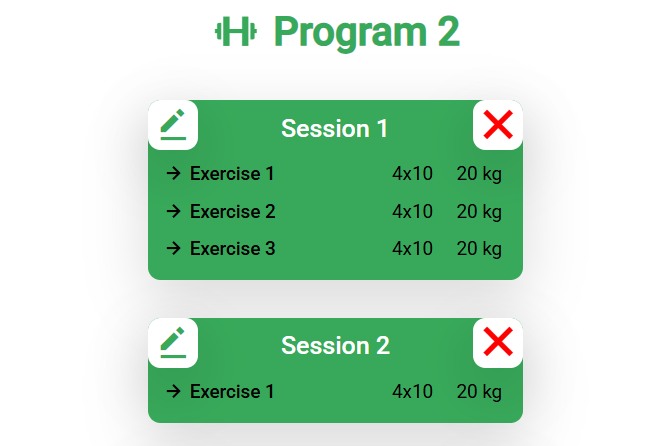 Program 2
Session 1
→ Exercise 1 4x10 20 kg
→ Exercise 2 4x10 20 kg
→ Exercise 3 4x10 20 kg
Session 2
→ Exercise 1 4x10 20 kg